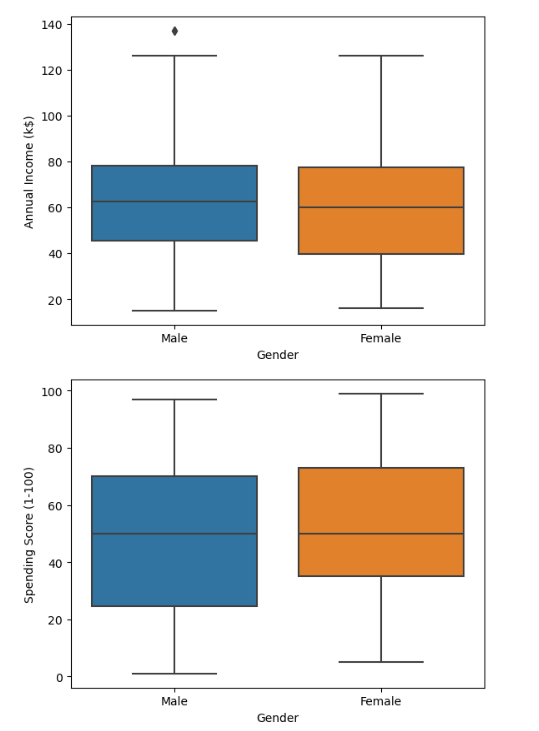 140
120
100
80
60
40
20
Annual Income (k$)
Male Female
Gender
100
80
60
40
20
0
Spending Score (1-100)
Male Female
Gender